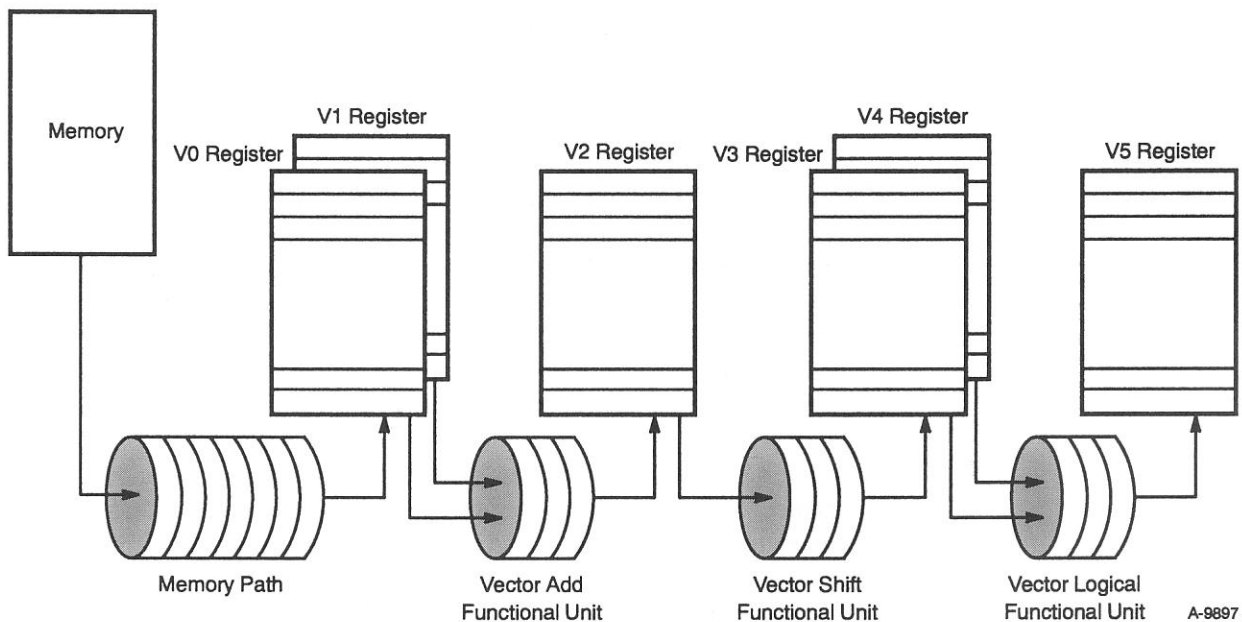 Memory
V0 Register
V1 Register
V2 Register
V3 Register
V4 Register
V5 Register
Memory Path
Vector Add
Functional Unit
Vector Shift
Functional Unit
Vector Logical
Functional Unit
A-9897